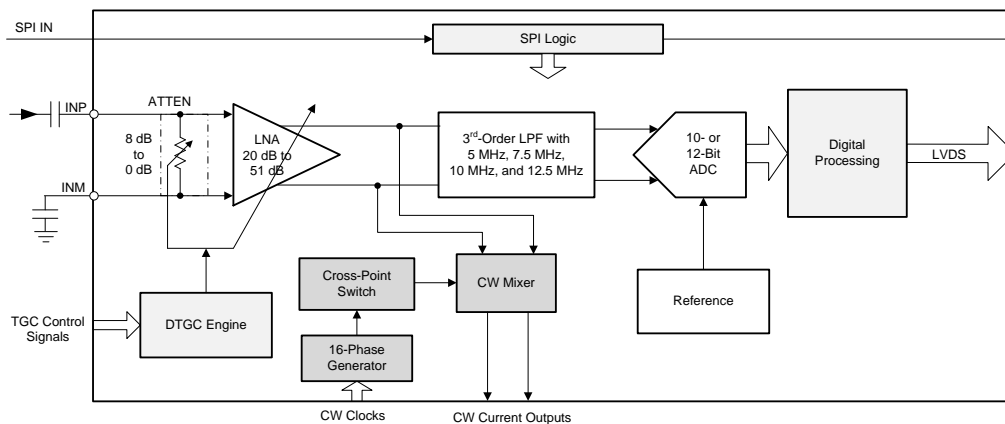 SPI IN
SPI Logic
INP
ATTEN
8 dB
to
0 dB
LNA
20 dB to
51 dB
3rd-Order LPF with
5 MHz, 7.5 MHz,
10 MHz, and 12.5 MHz
10- or
12-Bit
ADC
Digital
Processing
LVDS
INM
Cross-Point
Switch
CW Mixer
Reference
TGC Control
Signals
DTGC Engine
16-Phase
Generator
CW Clocks
CW Current Outputs